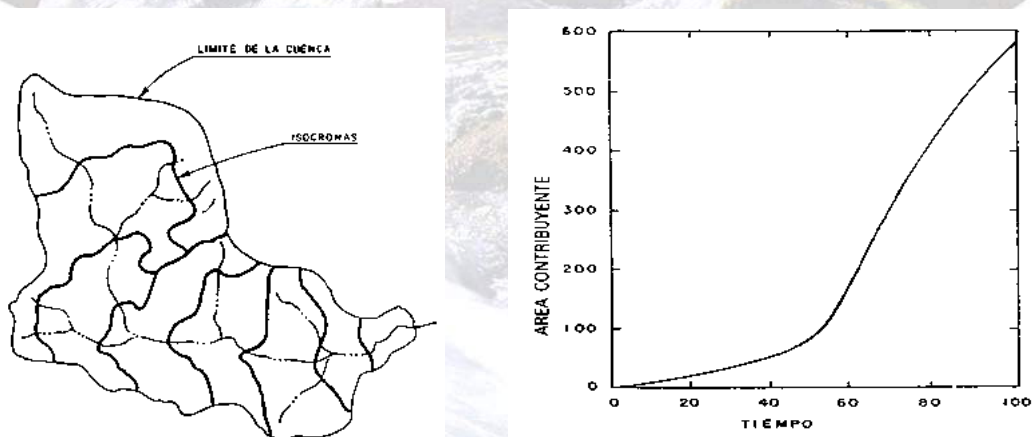 LIMITE DE LA CUENCA
ISOCRONAS
AREA CONTRIBUYENTE
600
500
400
300
200
100
0
0 20 40 60 80 100
TIEMPO